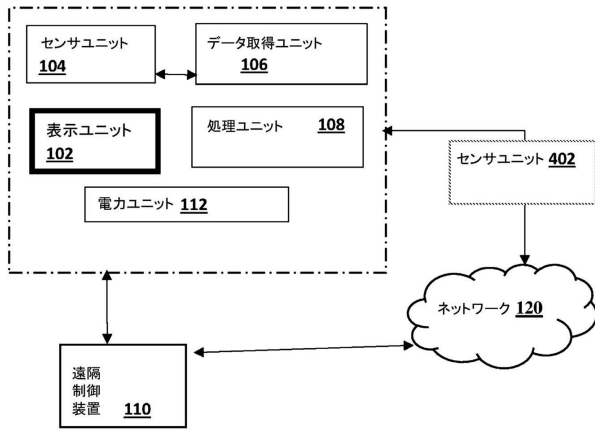 センサユニット
104
データ取得ユニット
106
表示ユニット
102
処理ユニット 108
センサユニット 402
電力ユニット 112
ネットワーク 120
遠隔
制御
装置 110